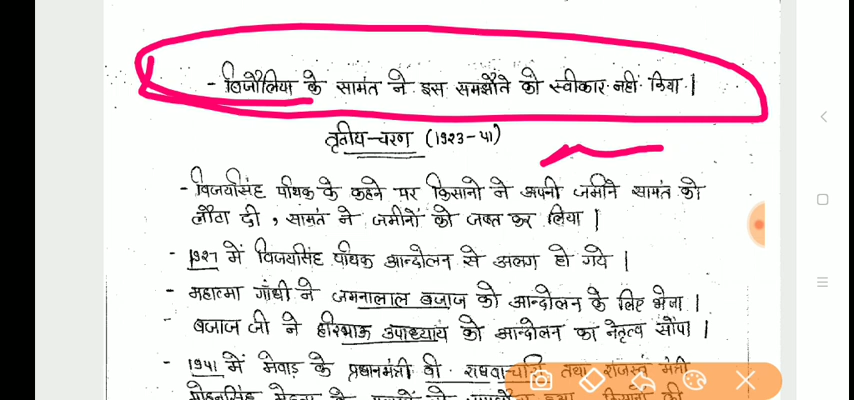 - बिजौलिया के सामंत ने इस समझौते को स्वीकार नहीं किया।
तृतीय-चरण (1923-41)
- विजयसिंह पथिक के कहने पर किसानो ने अपनी जमीने सामंत को
लौटा दी, सामंत ने जमीनों को जब्त कर लिया।
- 1927 में विजयसिंह पथिक आन्दोलन से अलग हो गये।
- महात्मा गाँधी ने जमनालाल बजाज को आन्दोलन के लिए भेजा।
- बजाज जी ने हरिभाऊ उपाध्याय को आन्दोलन का नेतृत्व सौंपा।
- 1941 में मेवाड़ के प्रधानमंत्री वी. राघवाचारी तथा राजस्व मंत्री